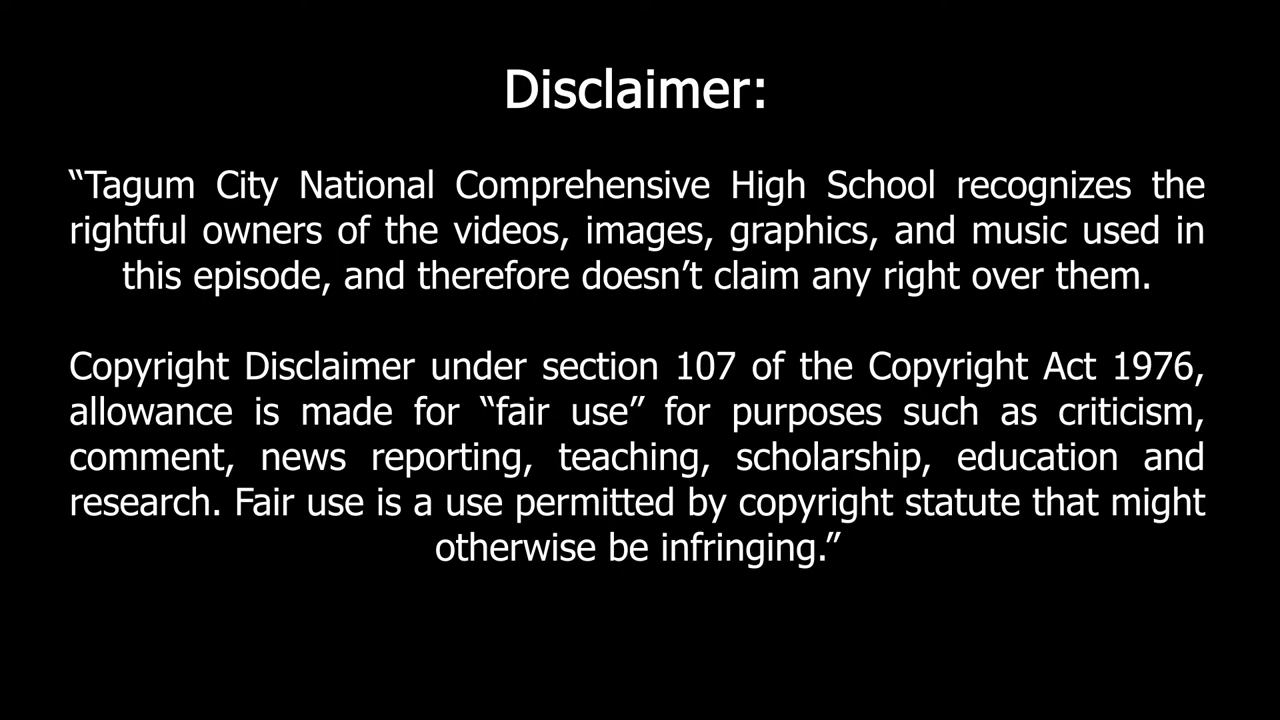 Disclaimer:
“Tagum City National Comprehensive High School recognizes the
rightful owners of the videos, images, graphics, and music used in
this episode, and therefore doesn’t claim any right over them.
Copyright Disclaimer under section 107 of the Copyright Act 1976,
allowance is made for “fair use” for purposes such as criticism,
comment, news reporting, teaching, scholarship, education and
research. Fair use is a use permitted by copyright statute that might
otherwise be infringing.”